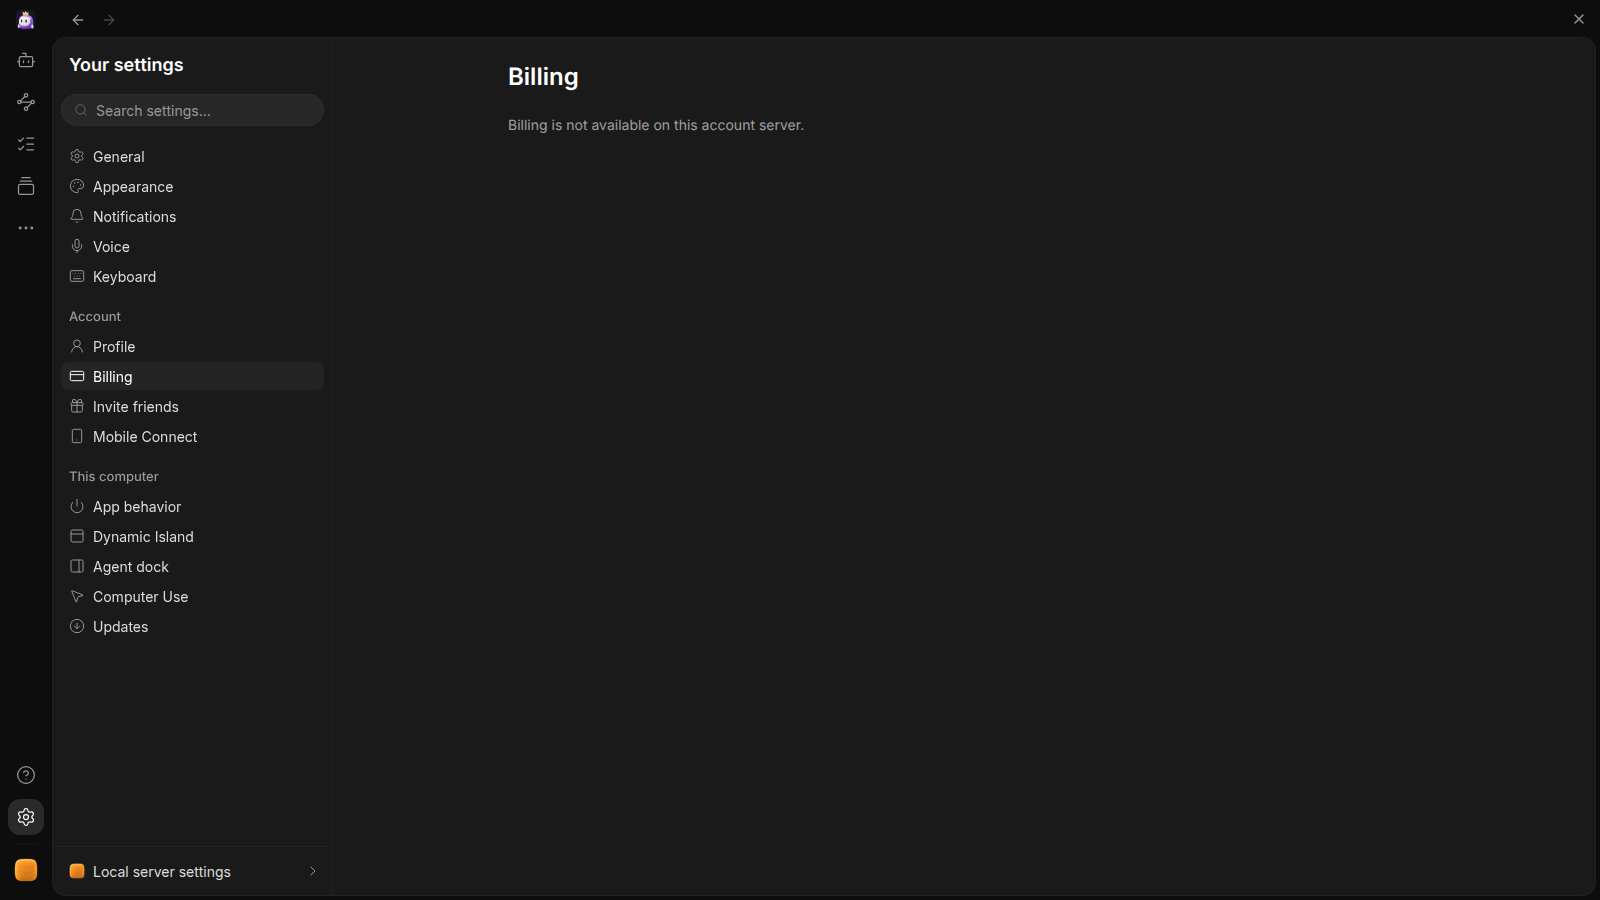 Your settings
Search settings...
General
Appearance
Notifications
Voice
Keyboard
Account
Profile
Billing
Invite friends
Mobile Connect
This computer
App behavior
Dynamic Island
Agent dock
Computer Use
Updates
Local server settings
Billing
Billing is not available on this account server.